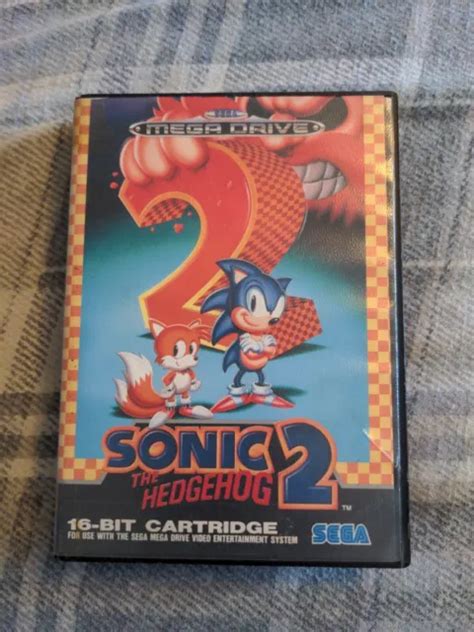 SEGA
MEGA DRIVE
2
SONIC
THE
HEDGEHOG 2
TM
16-BIT CARTRIDGE
FOR USE WITH THE SEGA MEGA DRIVE VIDEO ENTERTAINMENT SYSTEM
SEGA